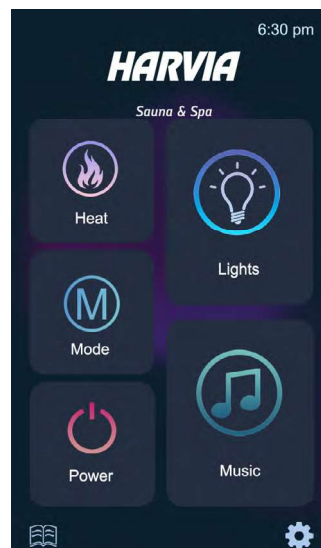 6:30 pm
HARVIA
Sauna & Spa
Heat
Lights
M
Mode
Power
Music